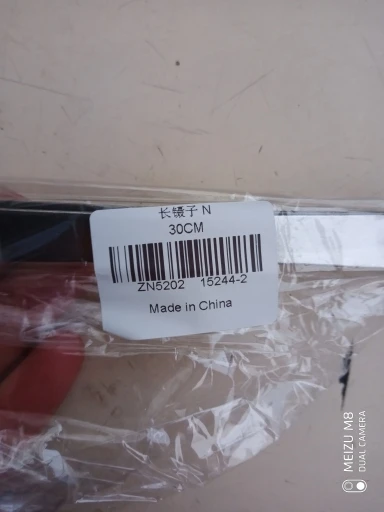 长镊子 N
30CM
ZN5202 15244-2
Made in China
MEIZU M8
DUAL CAMERA